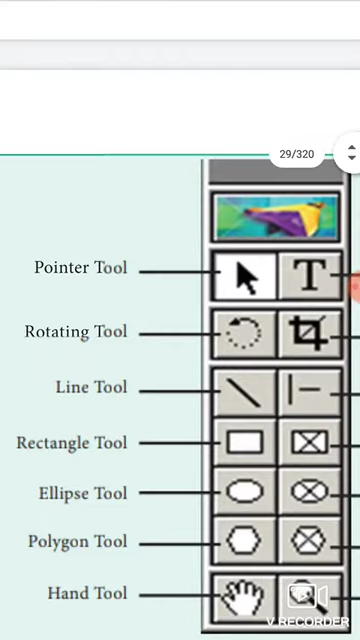 29/320
Pointer Tool
T
Rotating Tool
Line Tool
Rectangle Tool
Ellipse Tool
Polygon Tool
Hand Tool
V RECORDER